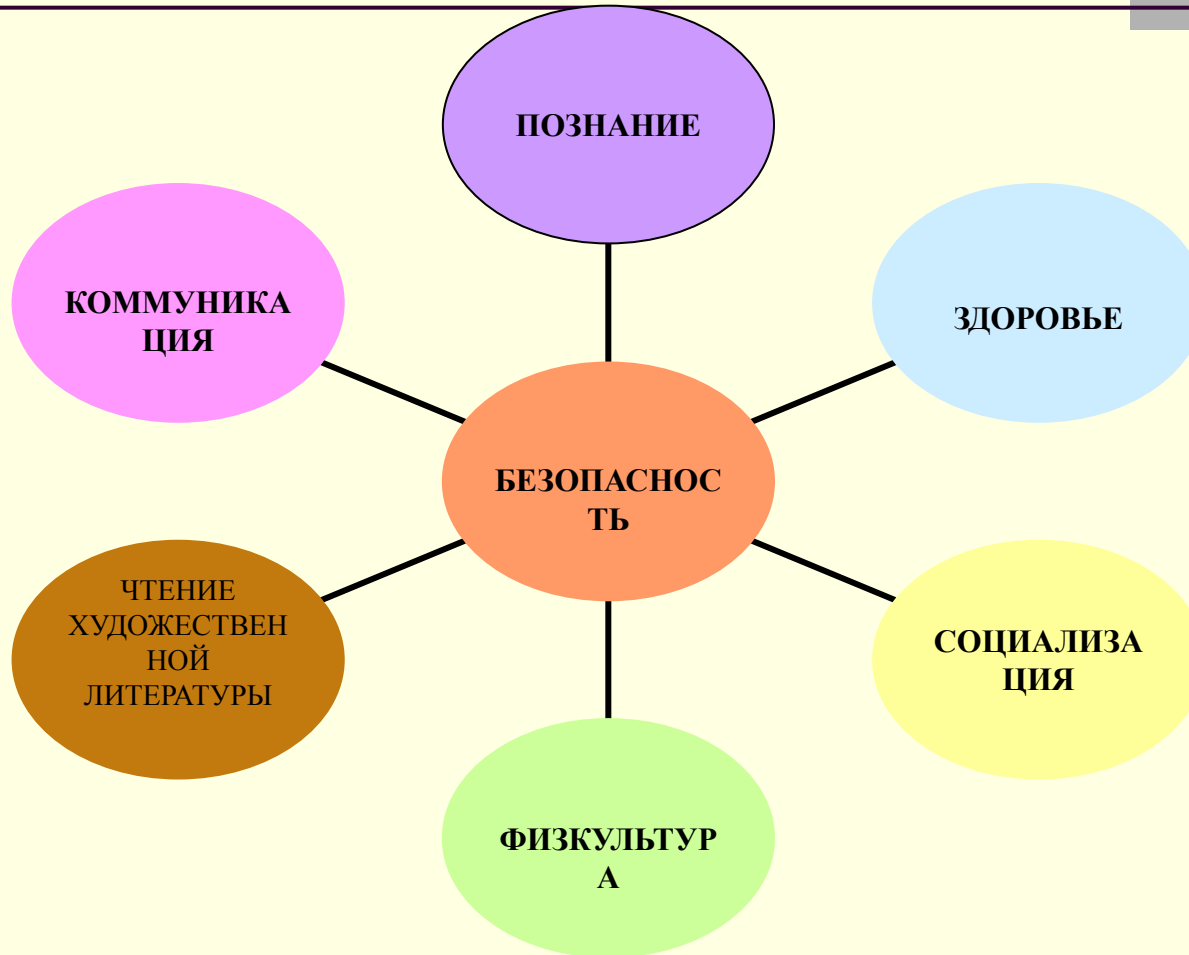 ПОЗНАНИЕ
КОММУНИКА
ЦИЯ
ЗДОРОВЬЕ
БЕЗОПАСНОС
ТЬ
ЧТЕНИЕ
ХУДОЖЕСТВЕН
НОЙ
ЛИТЕРАТУРЫ
СОЦИАЛИЗА
ЦИЯ
ФИЗКУЛЬТУР
А